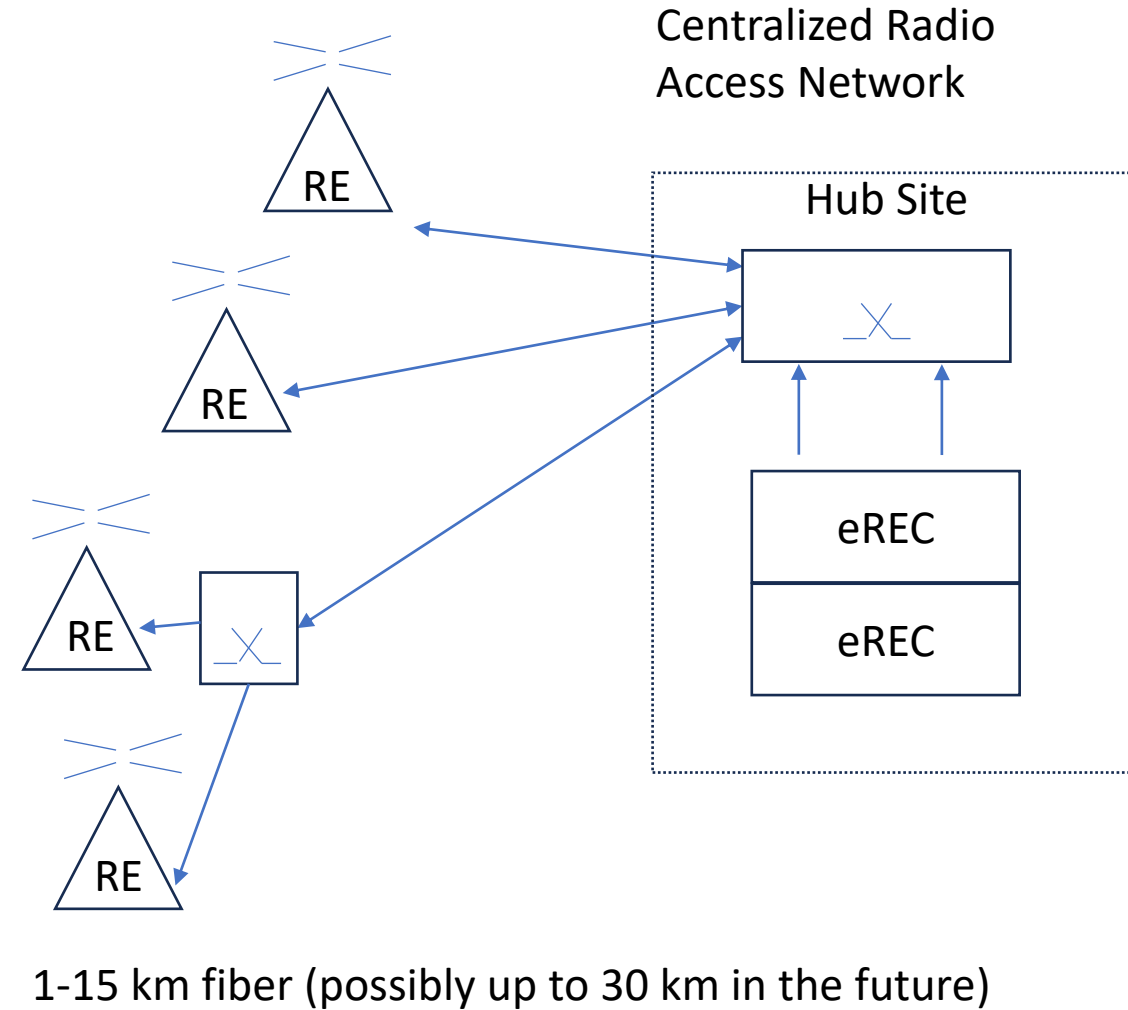 Centralized Radio
Access Network
RE
Hub Site
RE
eREC
RE
eREC
RE
1-15 km fiber (possibly up to 30 km in the future)